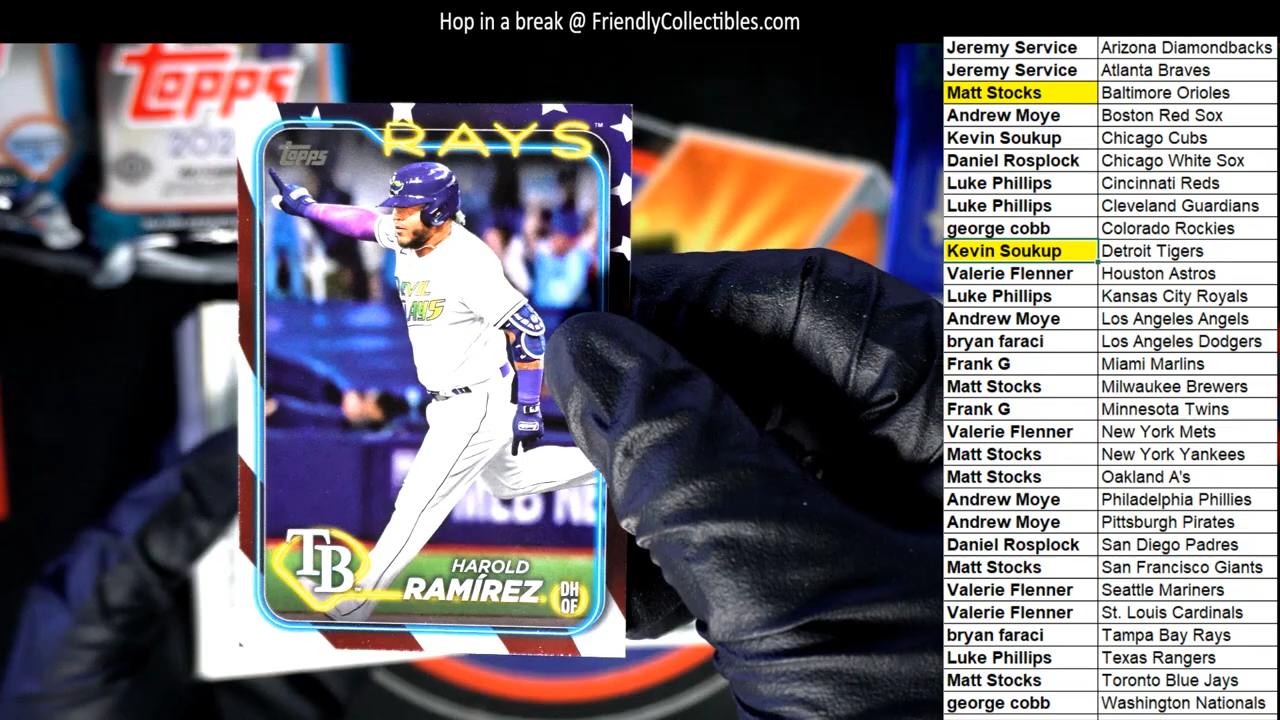 Hop in a break @ FriendlyCollectibles.com
Topps
RAYS™
Topps
DEVIL
RAYS
TB
HAROLD
RAMÍREZ
DH
OF
Jeremy Service Arizona Diamondbacks
Jeremy Service Atlanta Braves
Matt Stocks Baltimore Orioles
Andrew Moye Boston Red Sox
Kevin Soukup Chicago Cubs
Daniel Rosplock Chicago White Sox
Luke Phillips Cincinnati Reds
Luke Phillips Cleveland Guardians
george cobb Colorado Rockies
Kevin Soukup Detroit Tigers
Valerie Flenner Houston Astros
Luke Phillips Kansas City Royals
Andrew Moye Los Angeles Angels
bryan faraci Los Angeles Dodgers
Frank G Miami Marlins
Matt Stocks Milwaukee Brewers
Frank G Minnesota Twins
Valerie Flenner New York Mets
Matt Stocks New York Yankees
Matt Stocks Oakland A's
Andrew Moye Philadelphia Phillies
Andrew Moye Pittsburgh Pirates
Daniel Rosplock San Diego Padres
Matt Stocks San Francisco Giants
Valerie Flenner Seattle Mariners
Valerie Flenner St. Louis Cardinals
bryan faraci Tampa Bay Rays
Luke Phillips Texas Rangers
Matt Stocks Toronto Blue Jays
george cobb Washington Nationals